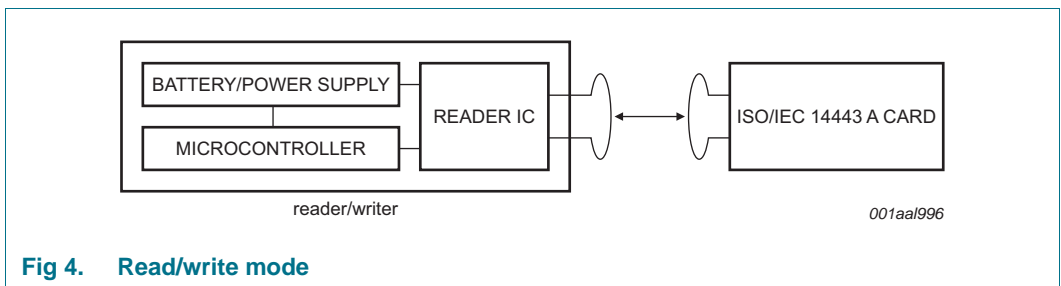 BATTERY/POWER SUPPLY
READER IC
MICROCONTROLLER
ISO/IEC 14443 A CARD
reader/writer
001aal996
Fig 4. Read/write mode